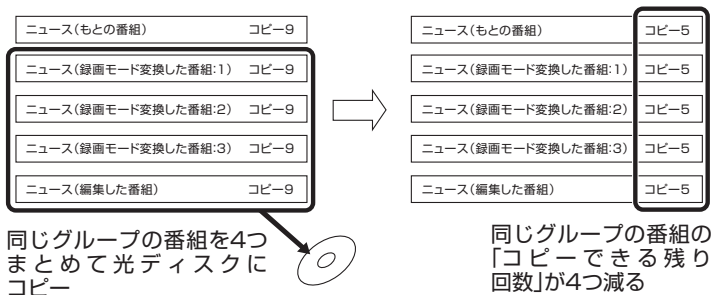 ニュース(もとの番組) コピー9
ニュース(録画モード変換した番組:1) コピー9
ニュース(録画モード変換した番組:2) コピー9
ニュース(録画モード変換した番組:3) コピー9
ニュース(編集した番組) コピー9
同じグループの番組を4つ
まとめて光ディスクに
コピー
ニュース(もとの番組) コピー5
ニュース(録画モード変換した番組:1) コピー5
ニュース(録画モード変換した番組:2) コピー5
ニュース(録画モード変換した番組:3) コピー5
ニュース(編集した番組) コピー5
同じグループの番組の
「コピーできる残り
回数」が4つ減る